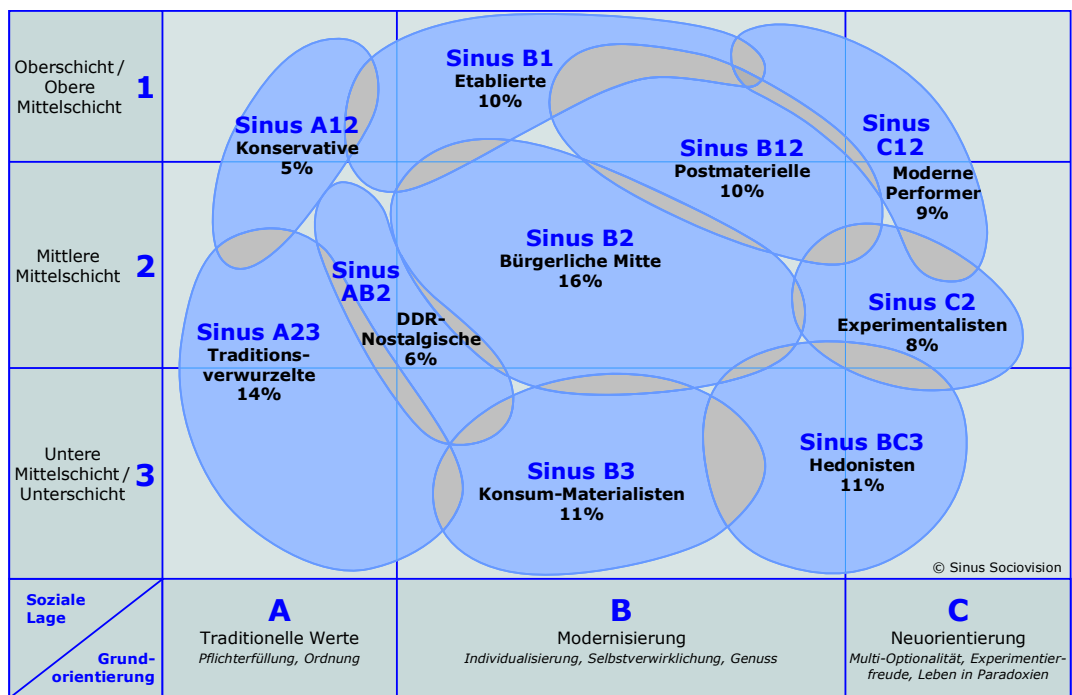 Oberschicht /
Obere
Mittelschicht
1
Mittlere
Mittelschicht
2
Untere
Mittelschicht /
Unterschicht
3
Sinus A12
Konservative
5%
Sinus B1
Etablierte
10%
Sinus B12
Postmaterielle
10%
Sinus
C12
Moderne
Performer
9%
Sinus
AB2
DDR-
Nostalgische
6%
Sinus B2
Bürgerliche Mitte
16%
Sinus C2
Experimentalisten
8%
Sinus A23
Traditions-
verwurzelte
14%
Sinus B3
Konsum-Materialisten
11%
Sinus BC3
Hedonisten
11%
© Sinus Sociovision
Soziale
Lage
Grund-
orientierung
A
Traditionelle Werte
Pflichterfüllung, Ordnung
B
Modernisierung
Individualisierung, Selbstverwirklichung, Genuss
C
Neuorientierung
Multi-Optionalität, Experimentier-
freude, Leben in Paradoxien